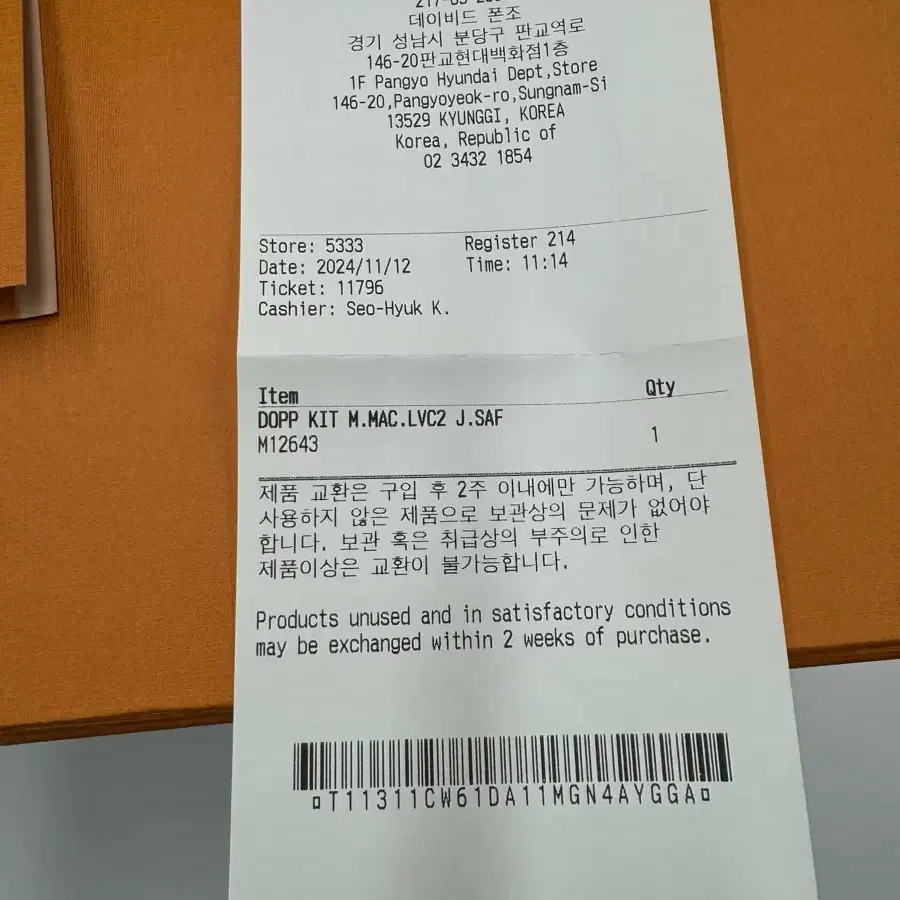 데이비드 폰조
경기 성남시 분당구 판교역로
146-20판교현대백화점1층
1F Pangyo Hyundai Dept,Store
146-20,Pangyoyeok-ro,Sungnam-Si
13529 KYUNGGI, KOREA
Korea, Republic of
02 3432 1854
Store: 5333 Register 214
Date: 2024/11/12 Time: 11:14
Ticket: 11796
Cashier: Seo-Hyuk K.
Item Qty
DOPP KIT M.MAC.LVC2 J.SAF
M12643 1
제품 교환은 구입 후 2주 이내에만 가능하며, 단
사용하지 않은 제품으로 보관상의 문제가 없어야
합니다. 보관 혹은 취급상의 부주의로 인한
제품이상은 교환이 불가능합니다.
Products unused and in satisfactory conditions
may be exchanged within 2 weeks of purchase.
¤T11311CW61DA11MGN4AYGGA¤